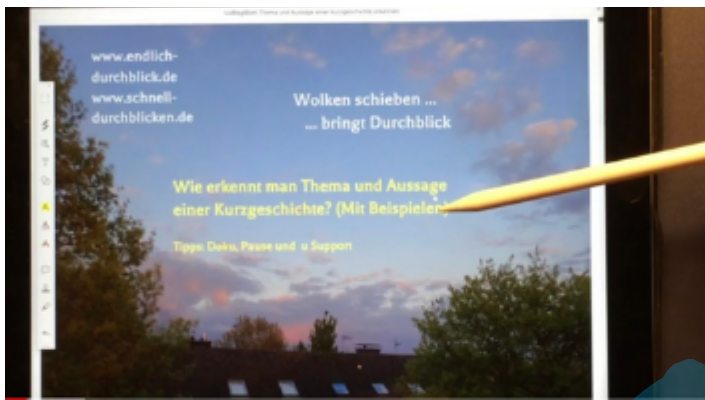 www.endlich-
durchblick.de
www.schnell-
durchblicken.de
Wolken schieben ...
... bringt Durchblick
Wie erkennt man Thema und Aussage
einer Kurzgeschichte? (Mit Beispielen)
Tipps: Doku, Pause und u Support